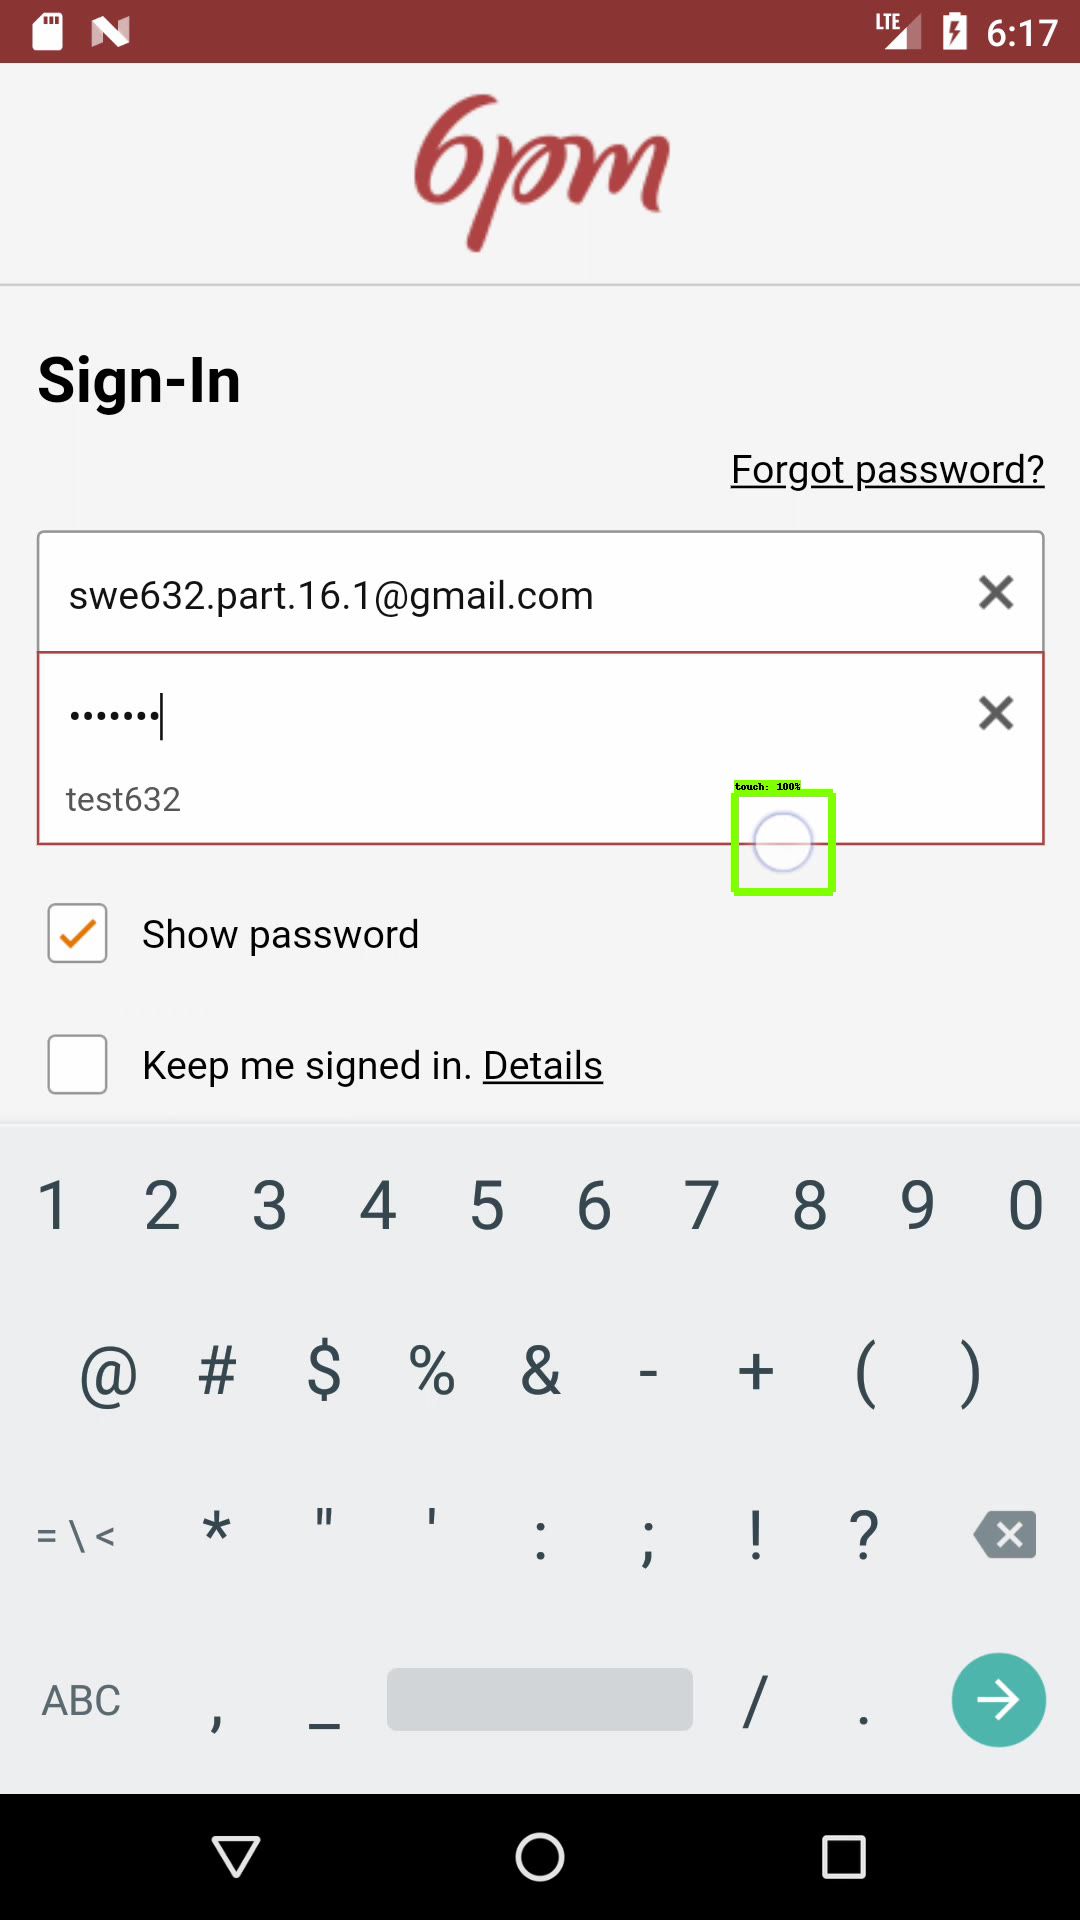 LTE 6:17
6pm
Sign-In
Forgot password?
swe632.part.16.1@gmail.com
•••••••
test632
touch: 100%
Show password
Keep me signed in. Details
1 2 3 4 5 6 7 8 9 0
@ # $ % & - + ( )
= \ < * " ' : ; ! ?
ABC , _ / .